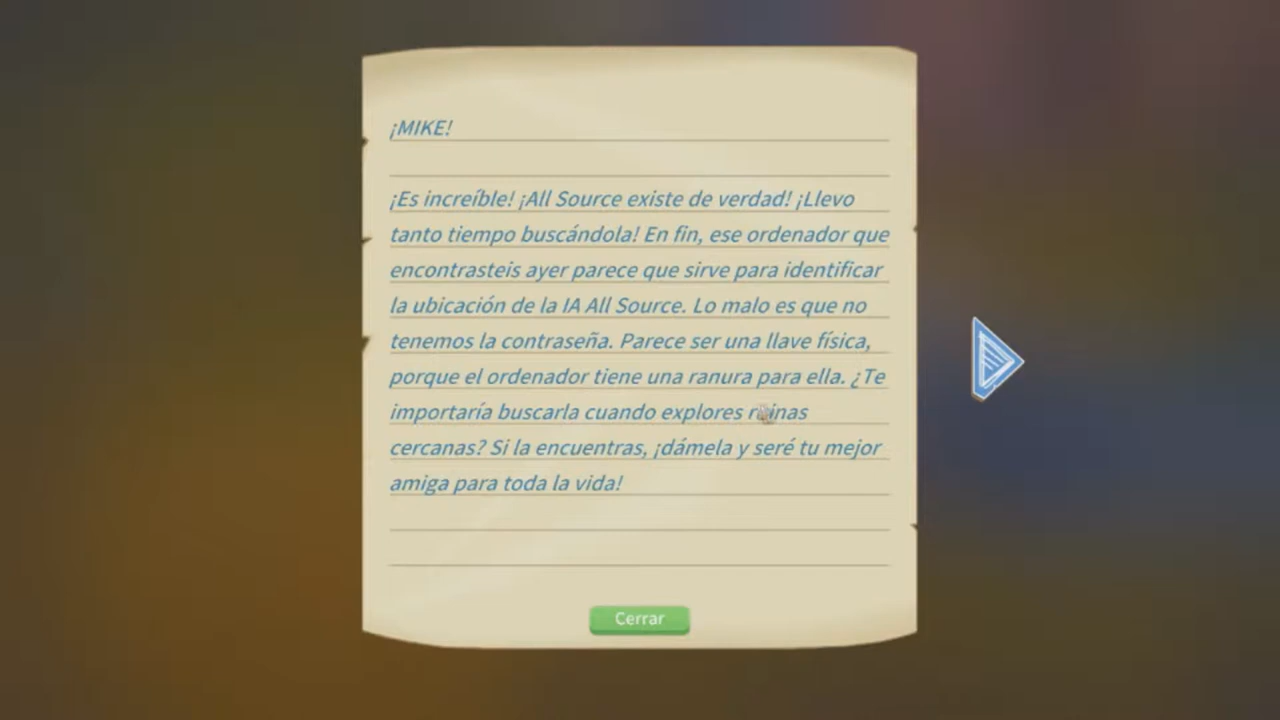 ¡MIKE!
¡Es increíble! ¡All Source existe de verdad! ¡Llevo
tanto tiempo buscándola! En fin, ese ordenador que
encontrasteis ayer parece que sirve para identificar
la ubicación de la IA All Source. Lo malo es que no
tenemos la contraseña. Parece ser una llave física,
porque el ordenador tiene una ranura para ella. ¿Te
importaría buscarla cuando explores ruinas
cercanas? Si la encuentras, ¡dámela y seré tu mejor
amiga para toda la vida!
Cerrar